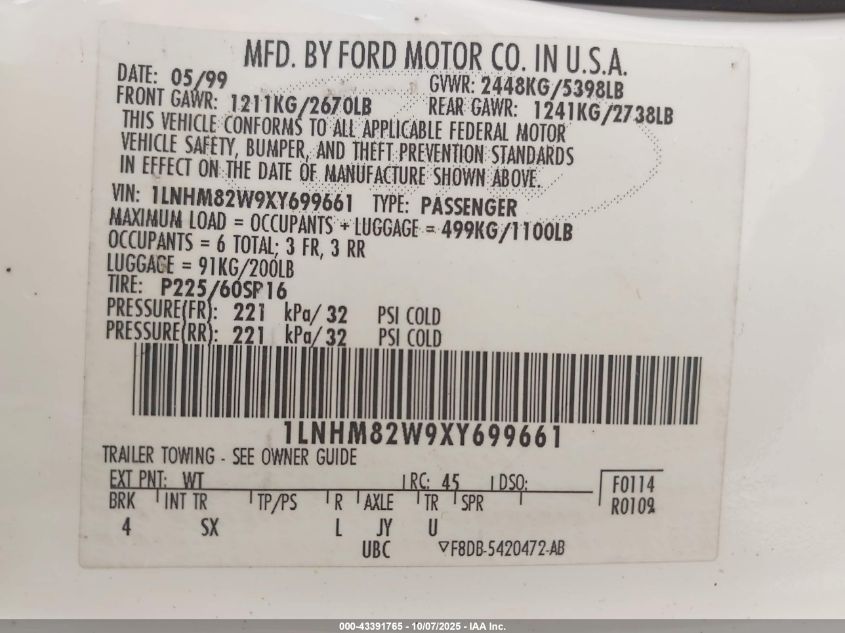 MFD. BY FORD MOTOR CO. IN U.S.A.
DATE: 05/99 GVWR: 2448KG/5398LB
FRONT GAWR: 1211KG/2670LB REAR GAWR: 1241KG/2738LB
THIS VEHICLE CONFORMS TO ALL APPLICABLE FEDERAL MOTOR
VEHICLE SAFETY, BUMPER, AND THEFT PREVENTION STANDARDS
IN EFFECT ON THE DATE OF MANUFACTURE SHOWN ABOVE.
VIN: 1LNHM82W9XY699661 TYPE: PASSENGER
MAXIMUM LOAD = OCCUPANTS + LUGGAGE = 499KG/1100LB
OCCUPANTS = 6 TOTAL; 3 FR, 3 RR
LUGGAGE = 91KG/200LB
TIRE: P225/60SR16
PRESSURE(FR): 221 kPa/ 32 PSI COLD
PRESSURE(RR): 221 kPa/ 32 PSI COLD
1LNHM82W9XY699661
TRAILER TOWING - SEE OWNER GUIDE
EXT PNT: WT RC: 45 DSO: F0114
BRK INT TR TP/PS R AXLE TR SPR R0109
4 SX L JY U
UBC ▽F8DB-5420472-AB
000-43391765 - 10/07/2025 - IAA Inc.